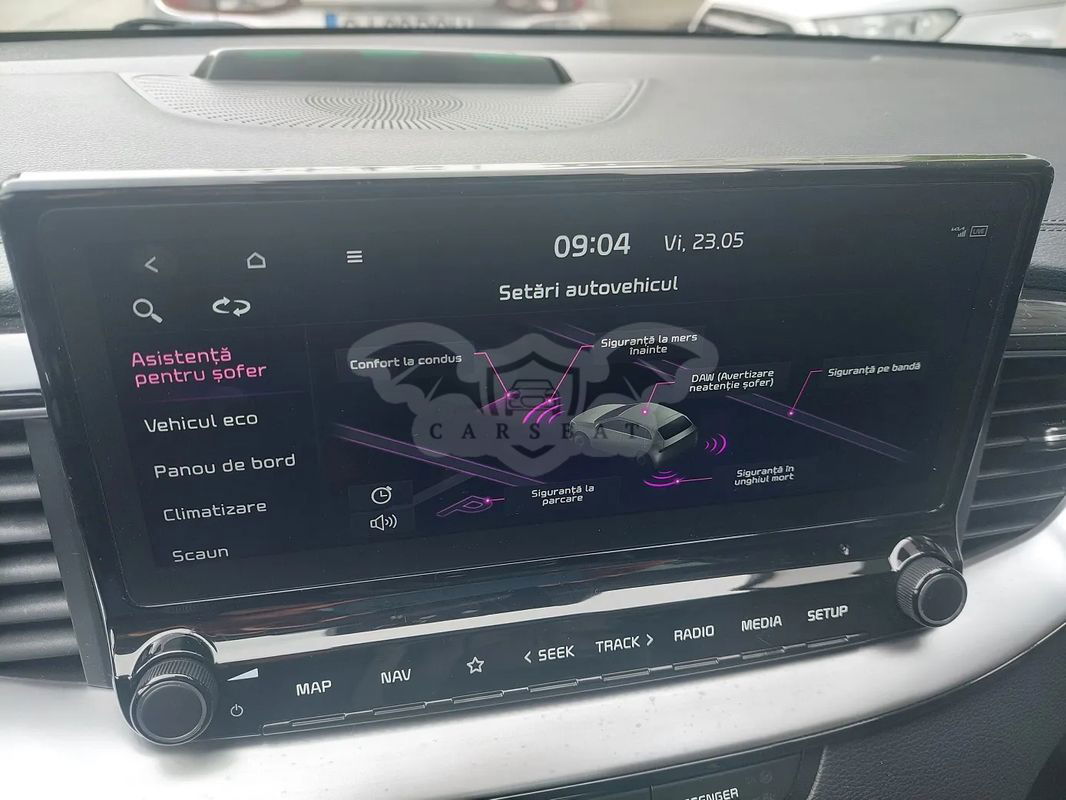 09:04 Vi, 23.05
LIVE
Setări autovehicul
Asistență
pentru șofer
Vehicul eco
Panou de bord
Climatizare
Scaun
Confort la condus
Siguranță la mers
înainte
DAW (Avertizare
neatenție șofer)
Siguranță pe bandă
Siguranță în
unghiul mort
Siguranță la
parcare
CARSEAT
MAP
NAV
< SEEK
TRACK >
RADIO
MEDIA
SETUP